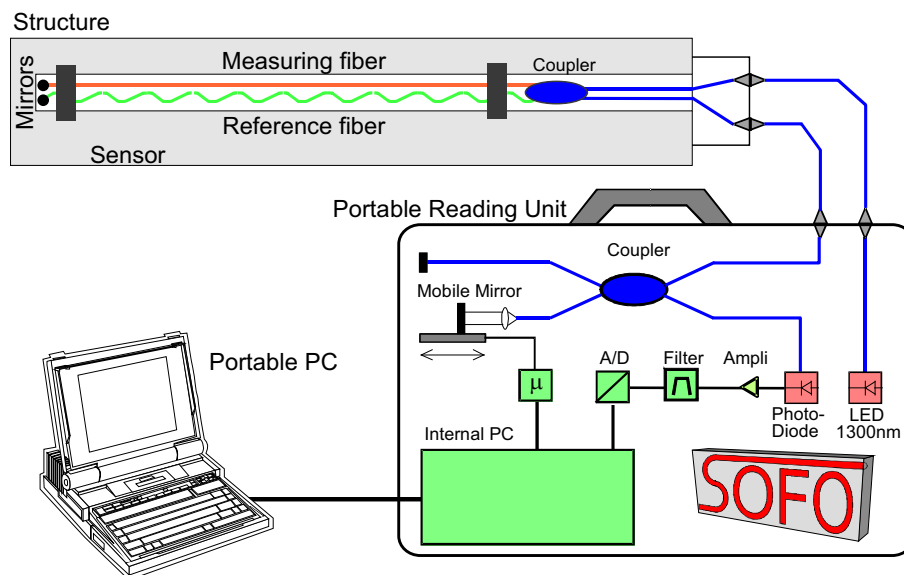 Structure
Mirrors
Measuring fiber
Coupler
Reference fiber
Sensor
Portable Reading Unit
Coupler
Mobile Mirror
Portable PC
A/D
Filter
Ampli
μ
Internal PC
Photo-
Diode
LED
1300nm
SOFO